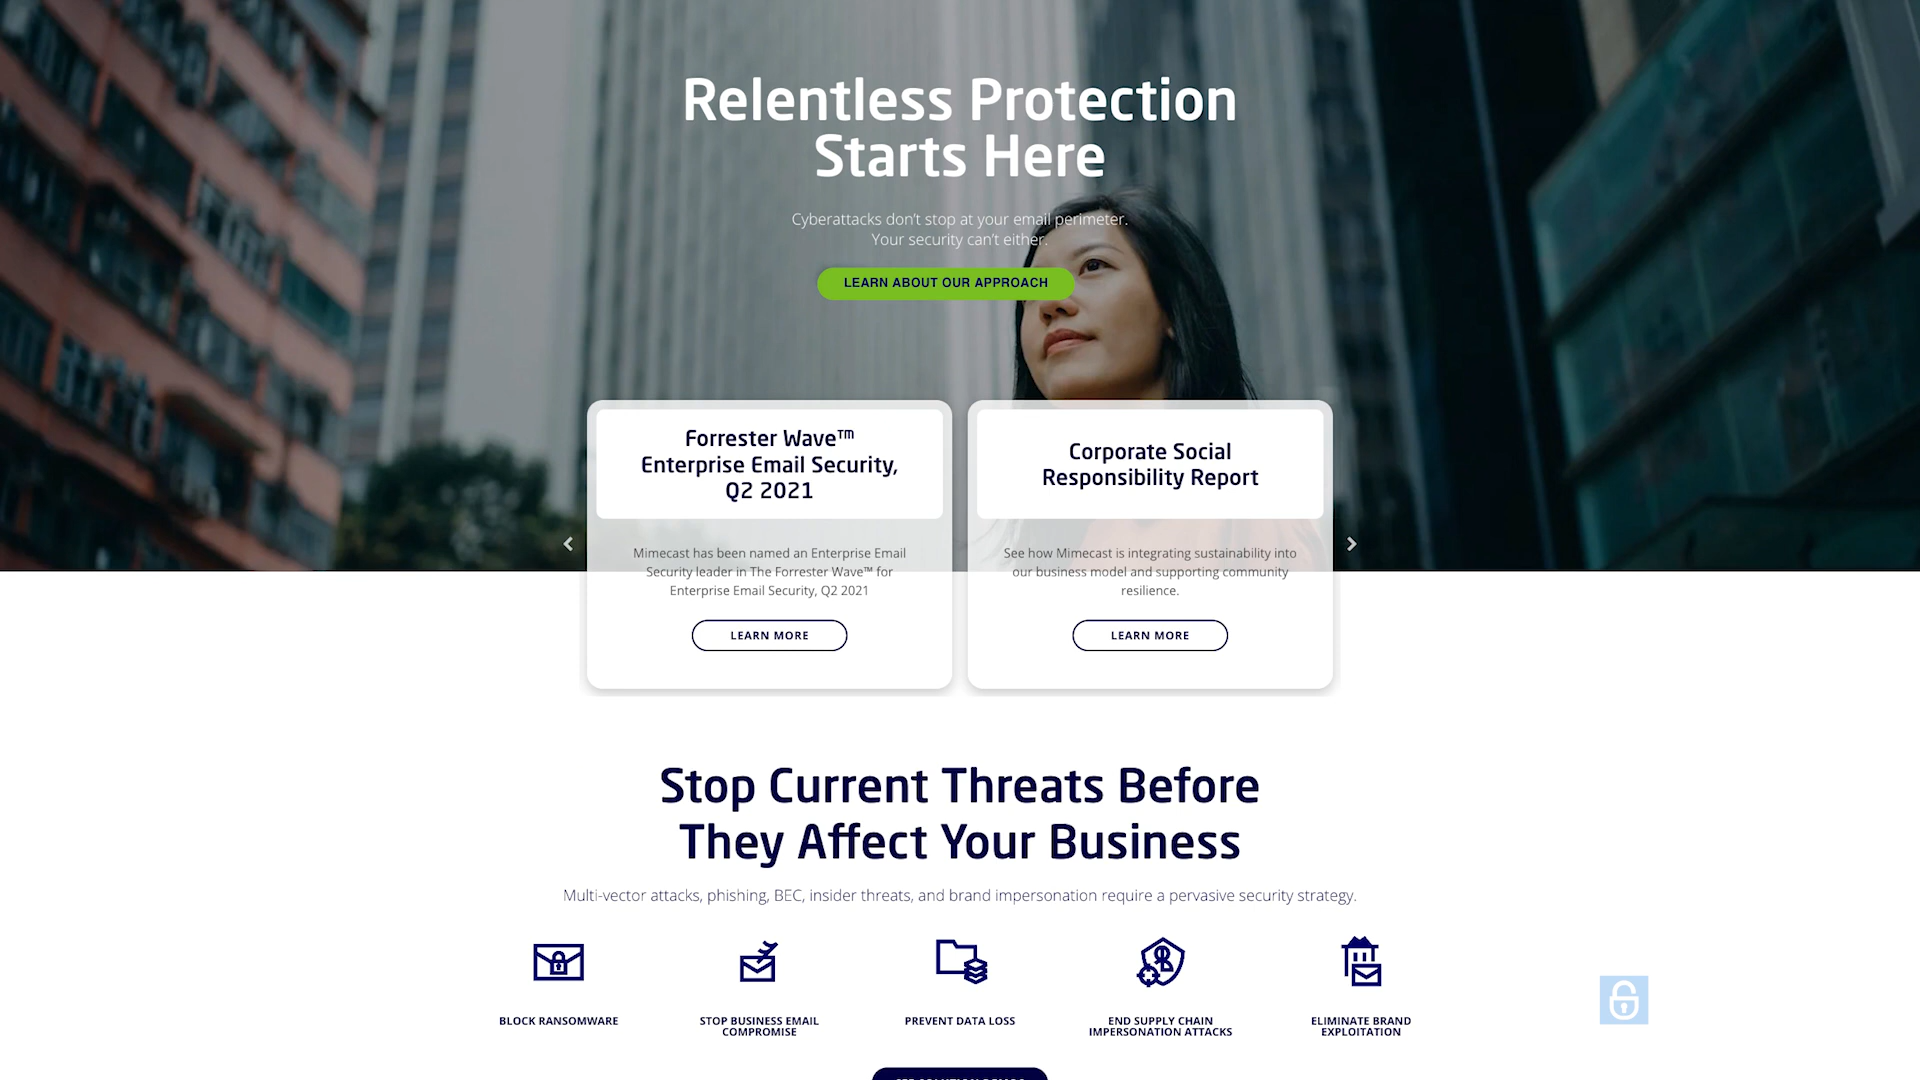 Relentless Protection
Starts Here
Cyberattacks don't stop at your email perimeter.
Your security can't either.
LEARN ABOUT OUR APPROACH
Forrester Wave™
Enterprise Email Security,
Q2 2021
Mimecast has been named an Enterprise Email
Security leader in The Forrester Wave™ for
Enterprise Email Security, Q2 2021
LEARN MORE
Corporate Social
Responsibility Report
See how Mimecast is integrating sustainability into
our business model and supporting community
resilience.
LEARN MORE
Stop Current Threats Before
They Affect Your Business
Multi-vector attacks, phishing, BEC, insider threats, and brand impersonation require a pervasive security strategy.
BLOCK RANSOMWARE
STOP BUSINESS EMAIL
COMPROMISE
PREVENT DATA LOSS
END SUPPLY CHAIN
IMPERSONATION ATTACKS
ELIMINATE BRAND
EXPLOITATION